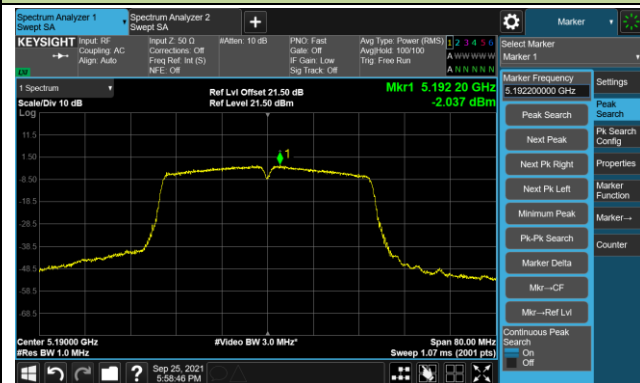 Spectrum Analyzer 1
Swept SA
Spectrum Analyzer 2
Swept SA
+
Marker
KEYSIGHT
Input: RF
Coupling: AC
Align: Auto
Input Z: 50 Ω
Corrections: Off
Freq Ref: Int (S)
NFE: Off
#Atten: 10 dB
PNO: Fast
Gate: Off
IF Gain: Low
Sig Track: Off
Avg Type: Power (RMS)
Avg|Hold: 100/100
Trig: Free Run
1 2 3 4 5 6
A W W W W W
A N N N N N
LXI
Select Marker
Marker 1
1 Spectrum
Scale/Div 10 dB
Log
Ref Lvl Offset 21.50 dB
Ref Level 21.50 dBm
Mkr1 5.192 20 GHz
-2.037 dBm
11.5
1.50
-8.50
-18.5
-28.5
-38.5
-48.5
-58.5
-68.5
1
Center 5.19000 GHz
#Res BW 1.0 MHz
#Video BW 3.0 MHz*
Span 80.00 MHz
Sweep 1.07 ms (2001 pts)
Marker Frequency
5.192200000 GHz
Peak Search
Next Peak
Next Pk Right
Next Pk Left
Minimum Peak
Pk-Pk Search
Marker Delta
Mkr→CF
Mkr→Ref Lvl
Continuous Peak
Search
On
Off
Settings
Peak
Search
Pk Search
Config
Properties
Marker
Function
Marker→
Counter
?
Sep 25, 2021
5:58:46 PM